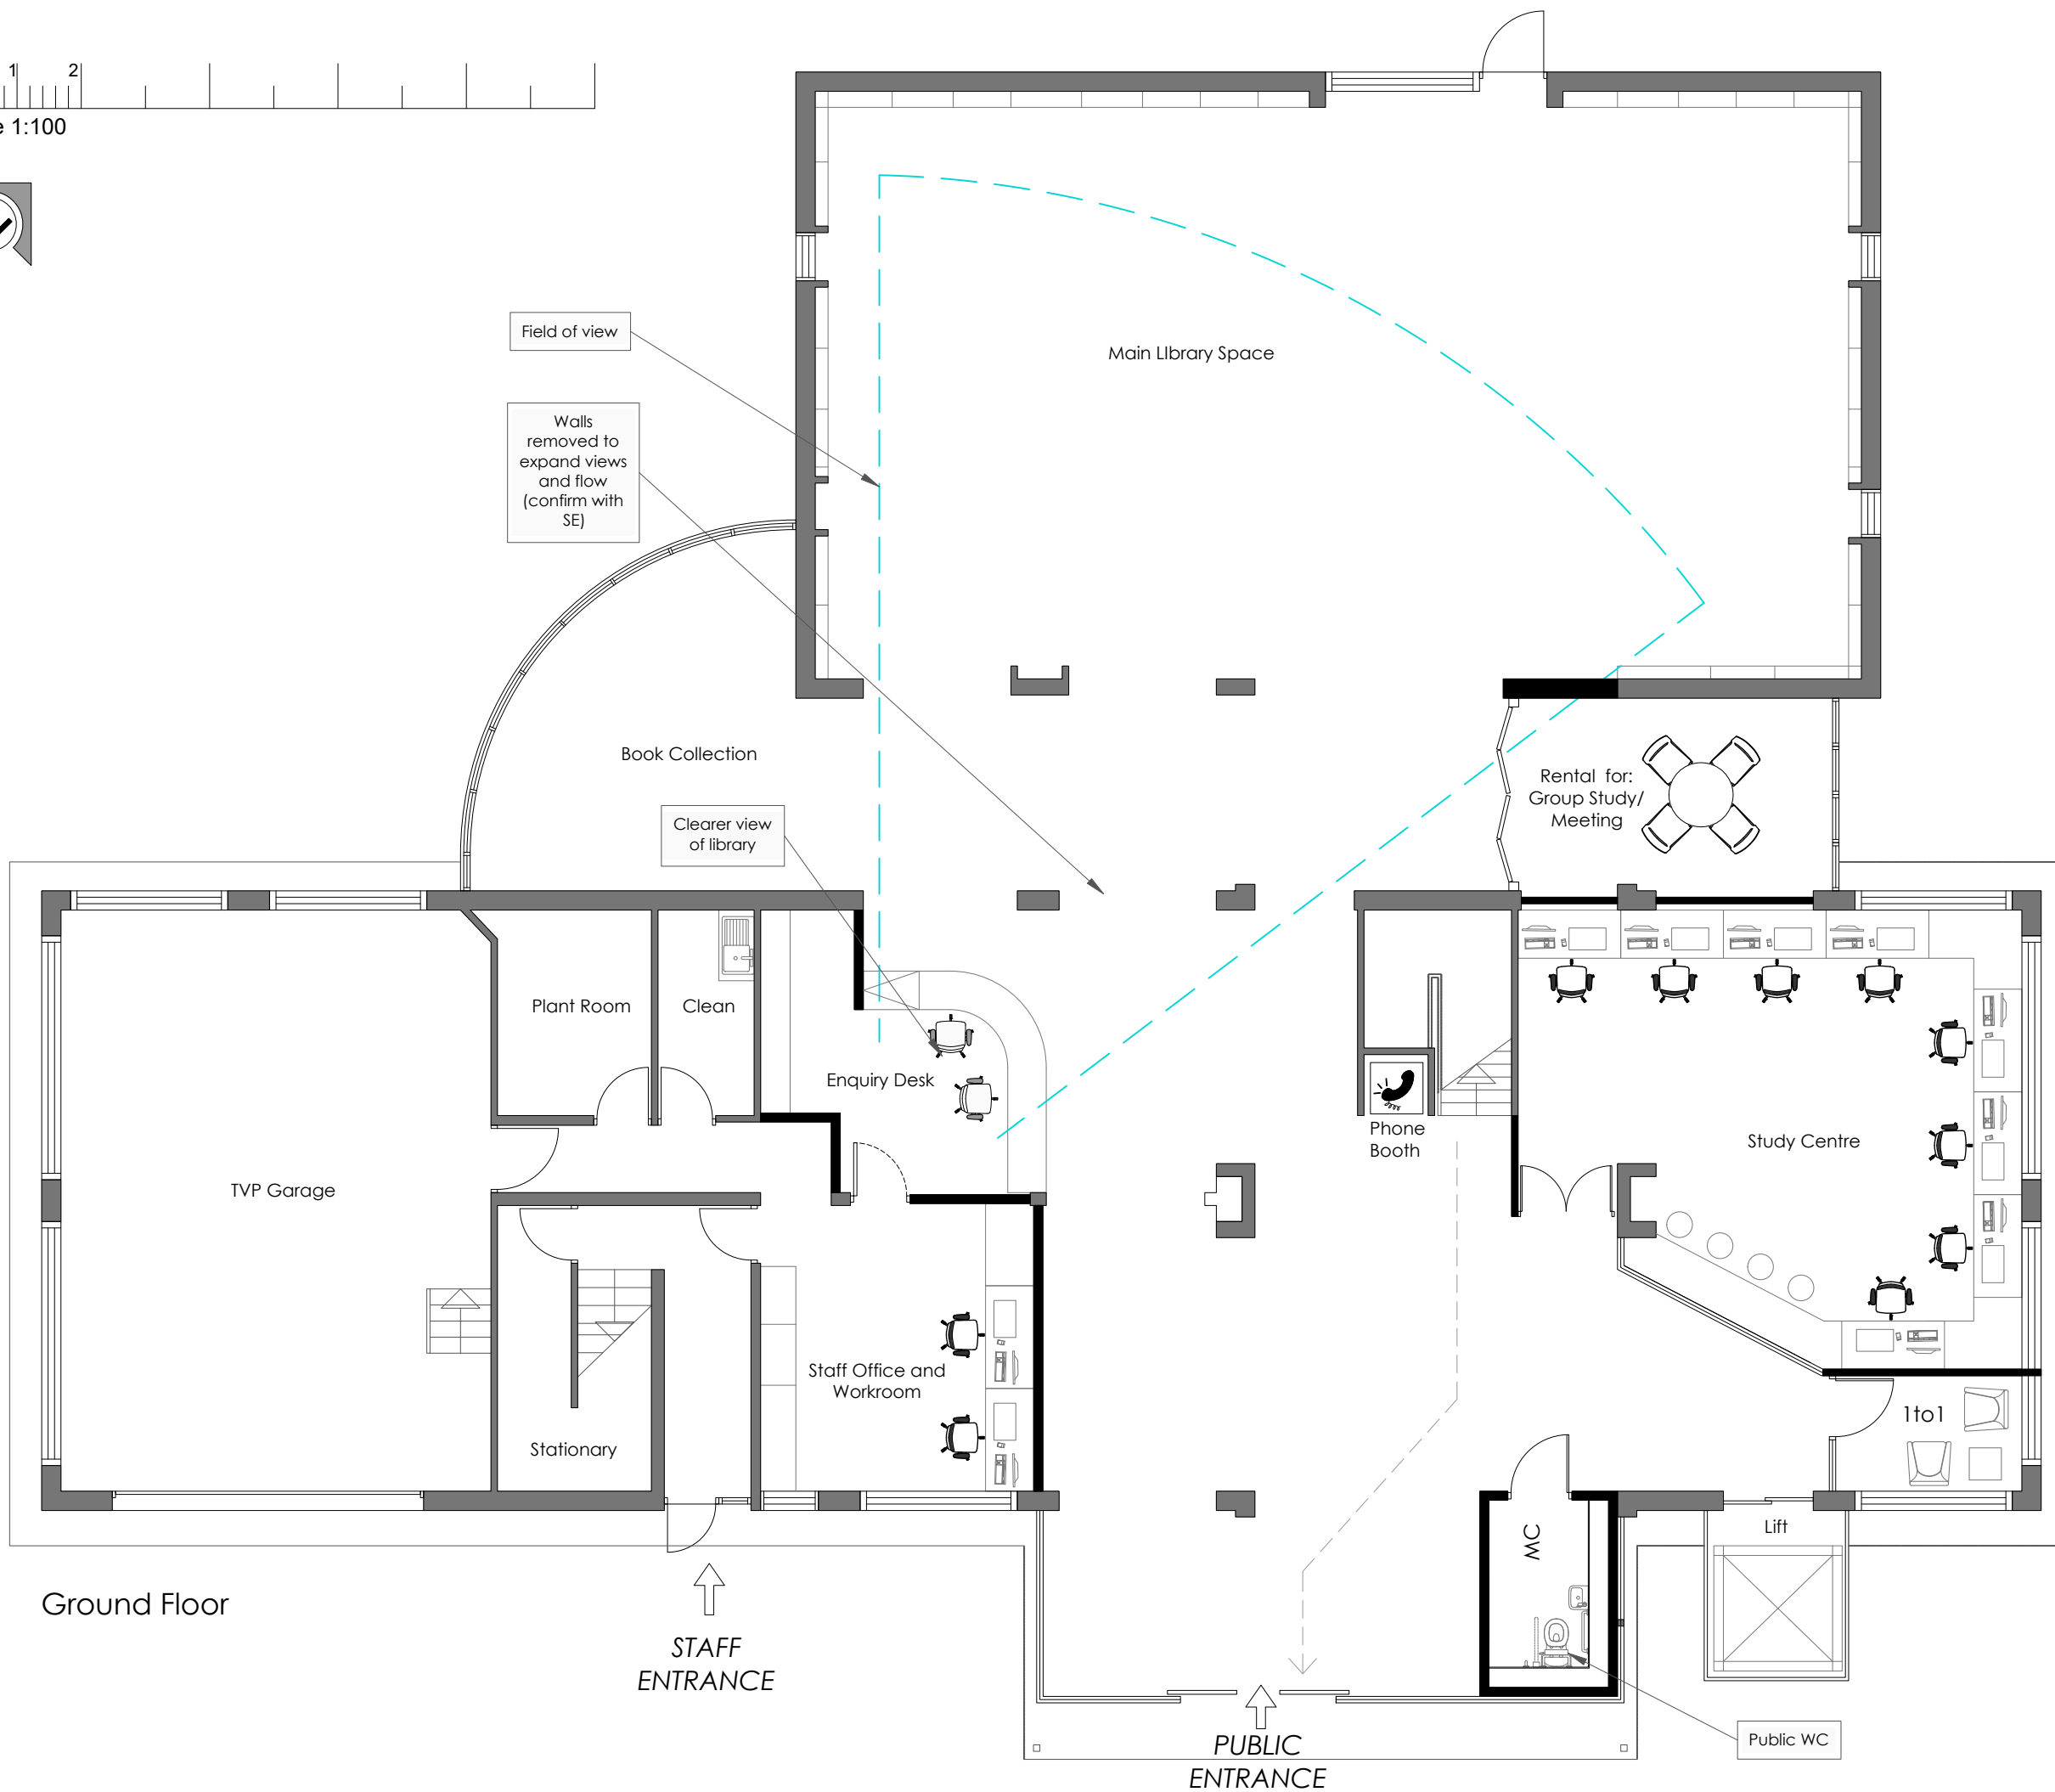 1 2
e 1:100
Field of view
Main LIbrary Space
Walls
removed to
expand views
and flow
(confirm with
SE)
Book Collection
Rental for:
Group Study/
Meeting
Clearer view
of library
Plant Room
Clean
Enquiry Desk
Phone
Booth
Study Centre
TVP Garage
Staff Office and
Workroom
1to1
Stationary
WC
Lift
Ground Floor
STAFF
ENTRANCE
PUBLIC
ENTRANCE
Public WC